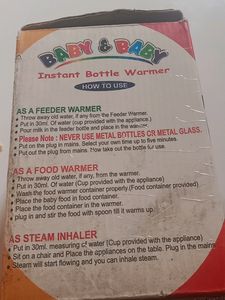 BABY & BABY
Instant Bottle Warmer
HOW TO USE
AS A FEEDER WARMER
• Throw away old water, if any from the Feeder Warmer.
• Put in 30ml. Of water (cup provided with the appliance )
• Pour milk in the feeder bottle and place in the warmer
• Please Note : NEVER USE METAL BOTTLES OR METAL GLASS.
• Put on the plug in mains. Select your own time up to five minutes.
• Put out the plug from mains. How take out the bottle for use.
AS A FOOD WARMER
• Throw away old water, if any, from the warmer.
• Put in 30ml. Of water (cup provided with the appliance)
• Wash the food warmer container properly (Food container provided)
• Place the baby food in food container.
• Place food container in the warmer.
• plug in and stir the food with spoon till it warms up.
AS STEAM INHALER
• Put in 30ml. measuring of water (Cup provided with the appliance)
• Sit on a chair and Place the appliances on the table. Plug in the mains
• Steam will start flowing and you can inhale steam.